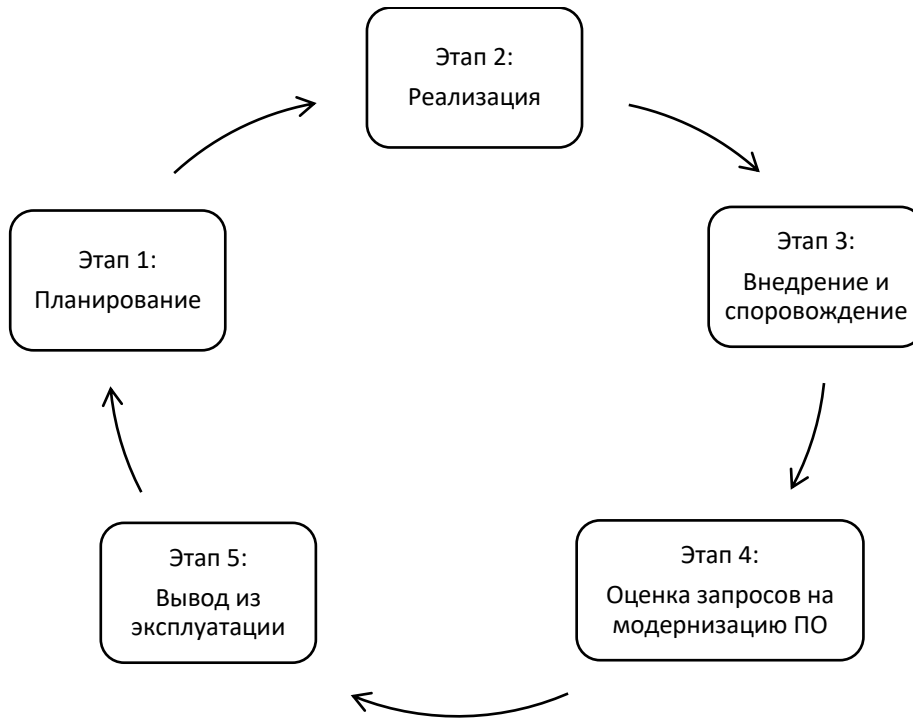 Этап 2:
Реализация
Этап 1:
Планирование
Этап 3:
Внедрение и
споровождение
Этап 5:
Вывод из
эксплуатации
Этап 4:
Оценка запросов на
модернизацию ПО